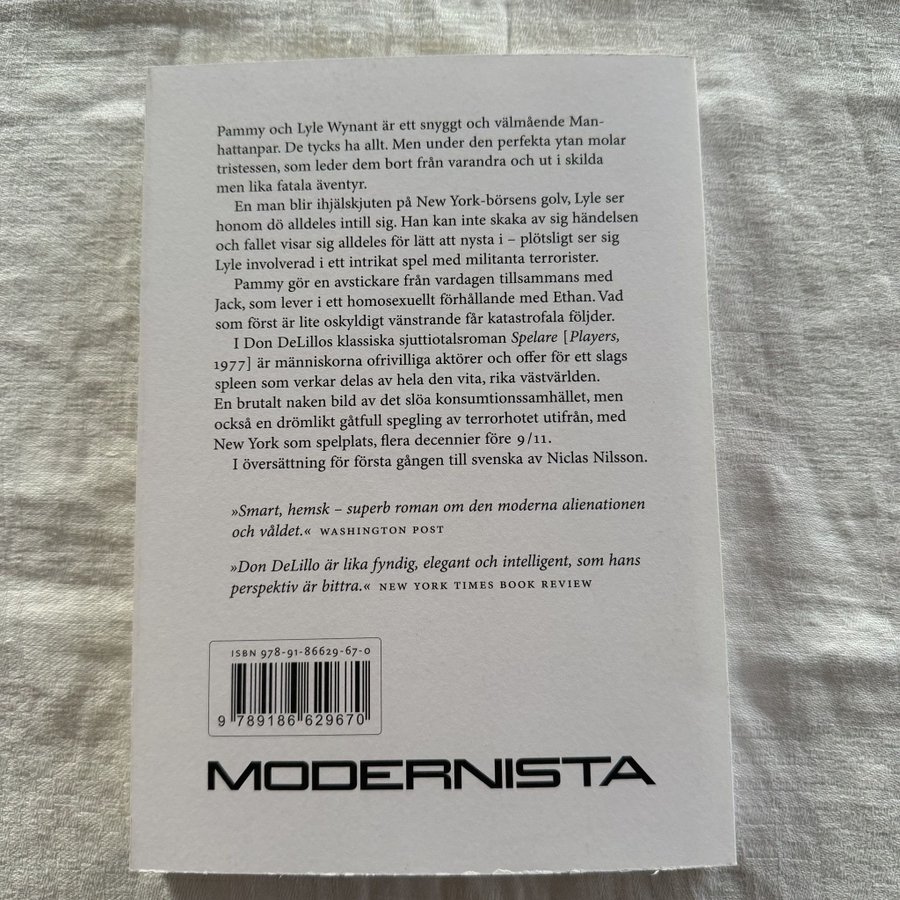 Pammy och Lyle Wynant är ett snyggt och välmående Man-
hattanpar. De tycks ha allt. Men under den perfekta ytan molar
tristessen, som leder dem bort från varandra och ut i skilda
men lika fatala äventyr.
En man blir ihjälskjuten på New York-börsens golv, Lyle ser
honom dö alldeles intill sig. Han kan inte skaka av sig händelsen
och fallet visar sig alldeles för lätt att nysta i – plötsligt ser sig
Lyle involverad i ett intrikat spel med militanta terrorister.
Pammy gör en avstickare från vardagen tillsammans med
Jack, som lever i ett homosexuellt förhållande med Ethan. Vad
som först är lite oskyldigt vänstrande får katastrofala följder.
I Don DeLillos klassiska sjuttiotalsroman Spelare [Players,
1977] är människorna ofrivilliga aktörer och offer för ett slags
spleen som verkar delas av hela den vita, rika västvärlden.
En brutalt naken bild av det slöa konsumtionssamhället, men
också en drömlikt gåtfull spegling av terrorhotet utifrån, med
New York som spelplats, flera decennier före 9/11.
I översättning för första gången till svenska av Niclas Nilsson.
»Smart, hemsk – superb roman om den moderna alienationen
och våldet.« WASHINGTON POST
»Don DeLillo är lika fyndig, elegant och intelligent, som hans
perspektiv är bittra.« NEW YORK TIMES BOOK REVIEW
ISBN 978-91-86629-67-0
9 789186 629670
MODERNISTA